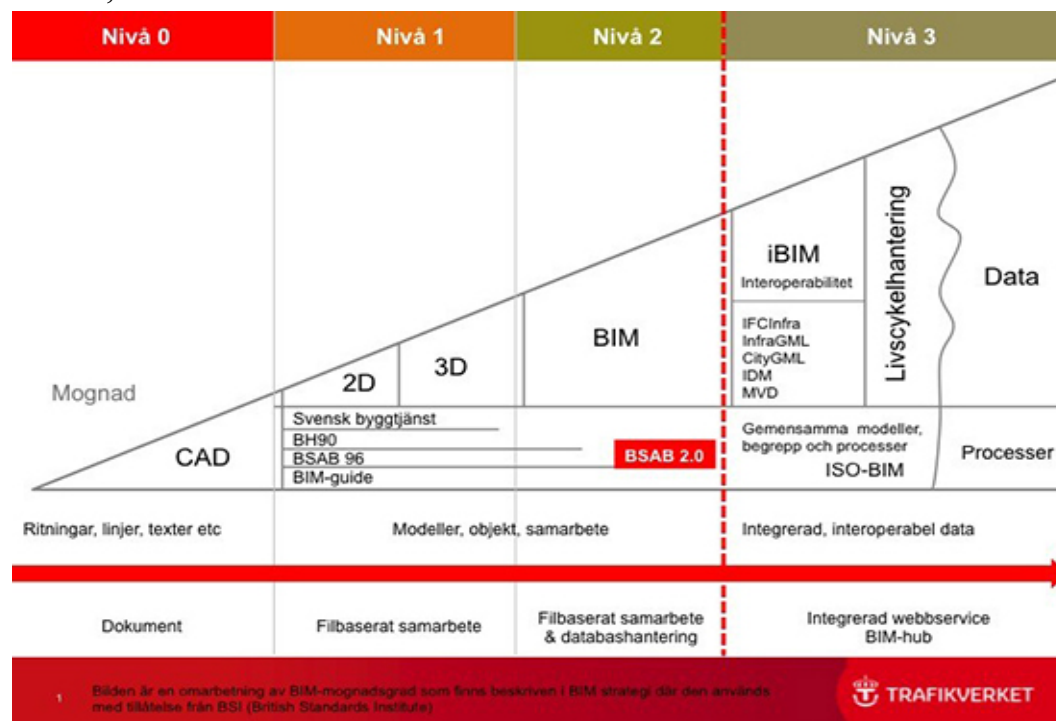 Nivå 0
Nivå 1
Nivå 2
Nivå 3
Mognad
CAD
2D
3D
BIM
iBIM
Interoperabilitet
IFCInfra
InfraGML
CityGML
IDM
MVD
Livscykelhantering
Data
Svensk byggtjänst
BH90
BSAB 96
BIM-guide
BSAB 2.0
Gemensamma modeller,
begrepp och processer
ISO-BIM
Processer
Ritningar, linjer, texter etc
Modeller, objekt, samarbete
Integrerad, interoperabel data
Dokument
Filbaserat samarbete
Filbaserat samarbete
& databashantering
Integrerad webbservice
BIM-hub
1
Bilden är en omarbetning av BIM-mognadsgrad som finns beskriven i BIM strategi där den används
med tillåtelse från BSI (British Standards Institute)
TRAFIKVERKET